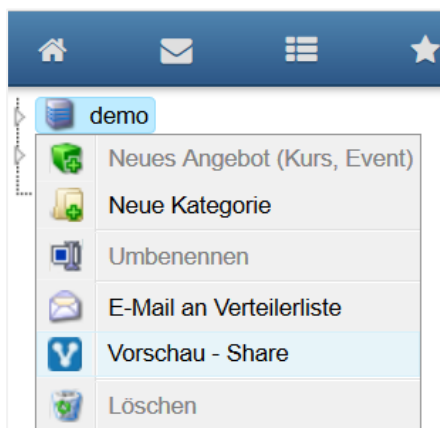 demo
Neues Angebot (Kurs, Event)
Neue Kategorie
Umbenennen
E-Mail an Verteilerliste
Vorschau - Share
Löschen